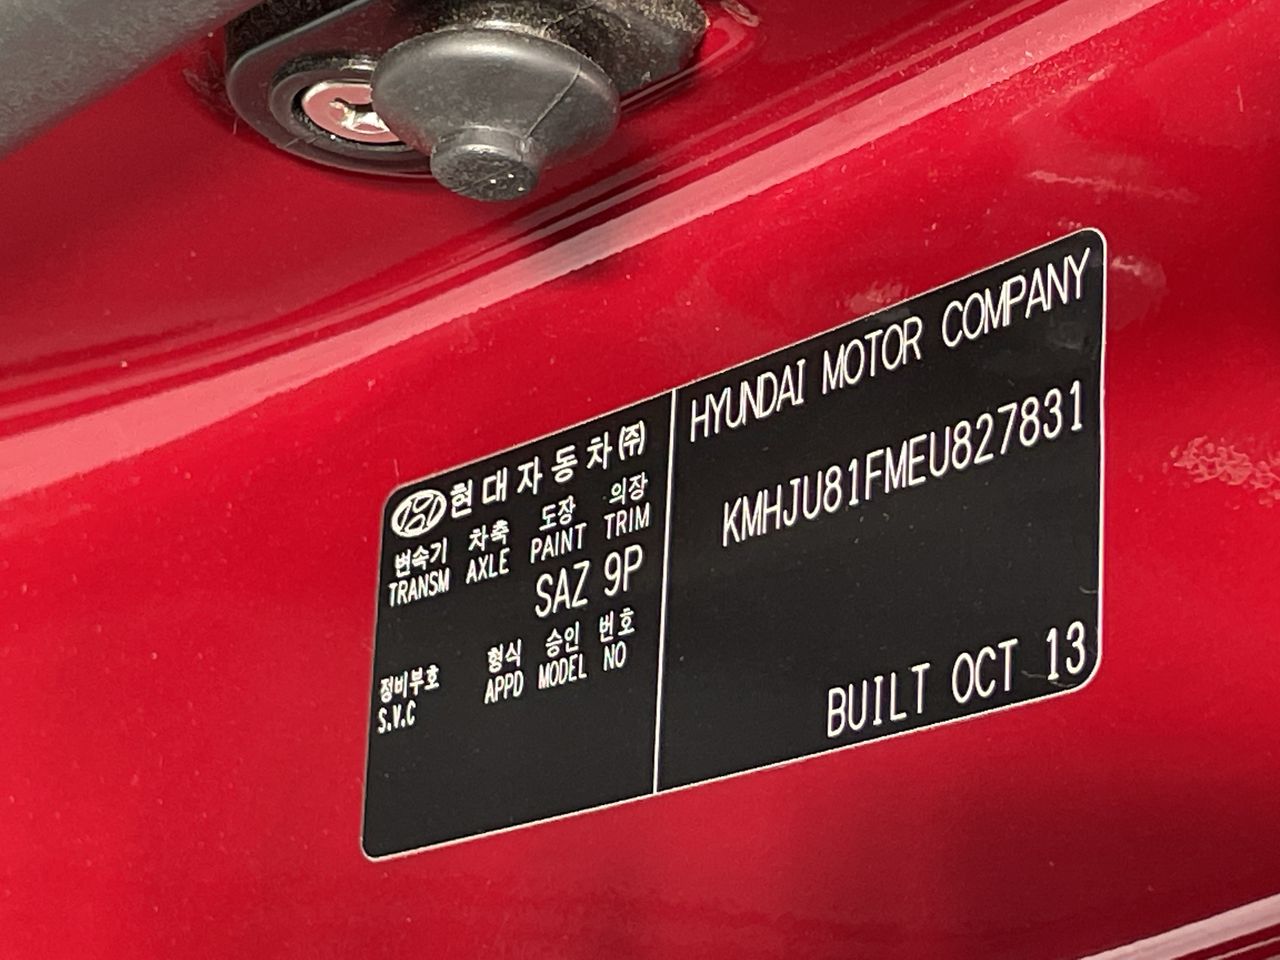 현대자동차(주)
변속기 차축 도장 의장
TRANSM AXLE PAINT TRIM
SAZ 9P
정비부호 형식 승인 번호
S.V.C APPD MODEL NO
HYUNDAI MOTOR COMPANY
KMHJU81FMEU827831
BUILT OCT 13